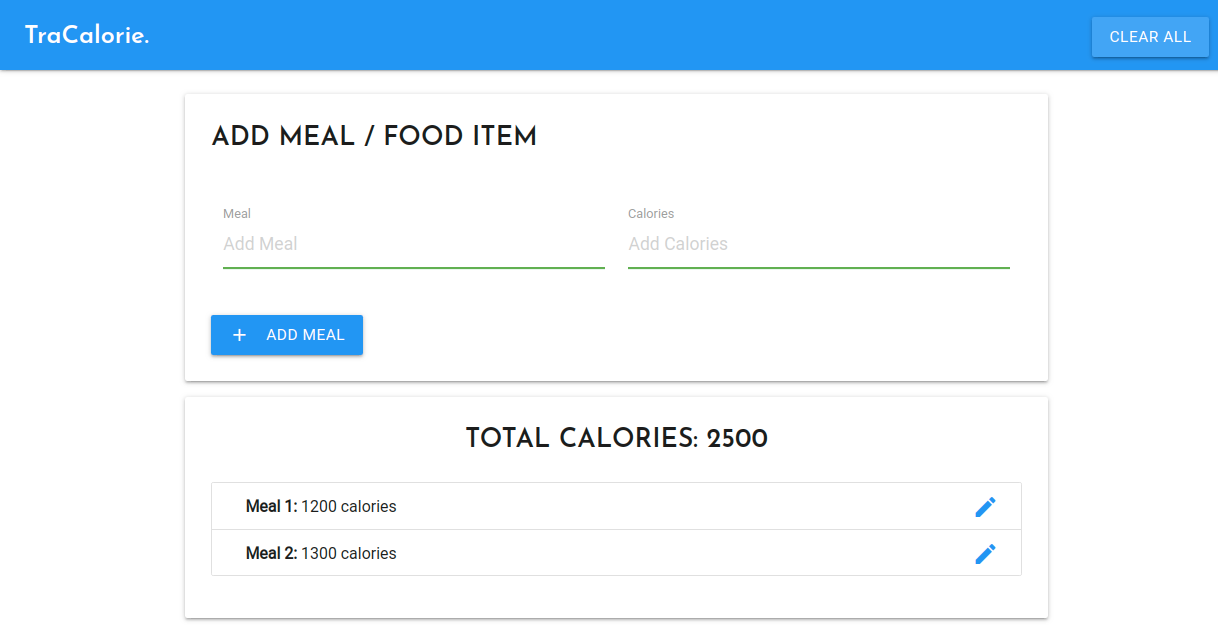 TraCalorie.
CLEAR ALL
ADD MEAL / FOOD ITEM
Meal
Calories
Add Meal
Add Calories
+ ADD MEAL
TOTAL CALORIES: 2500
Meal 1: 1200 calories
Meal 2: 1300 calories